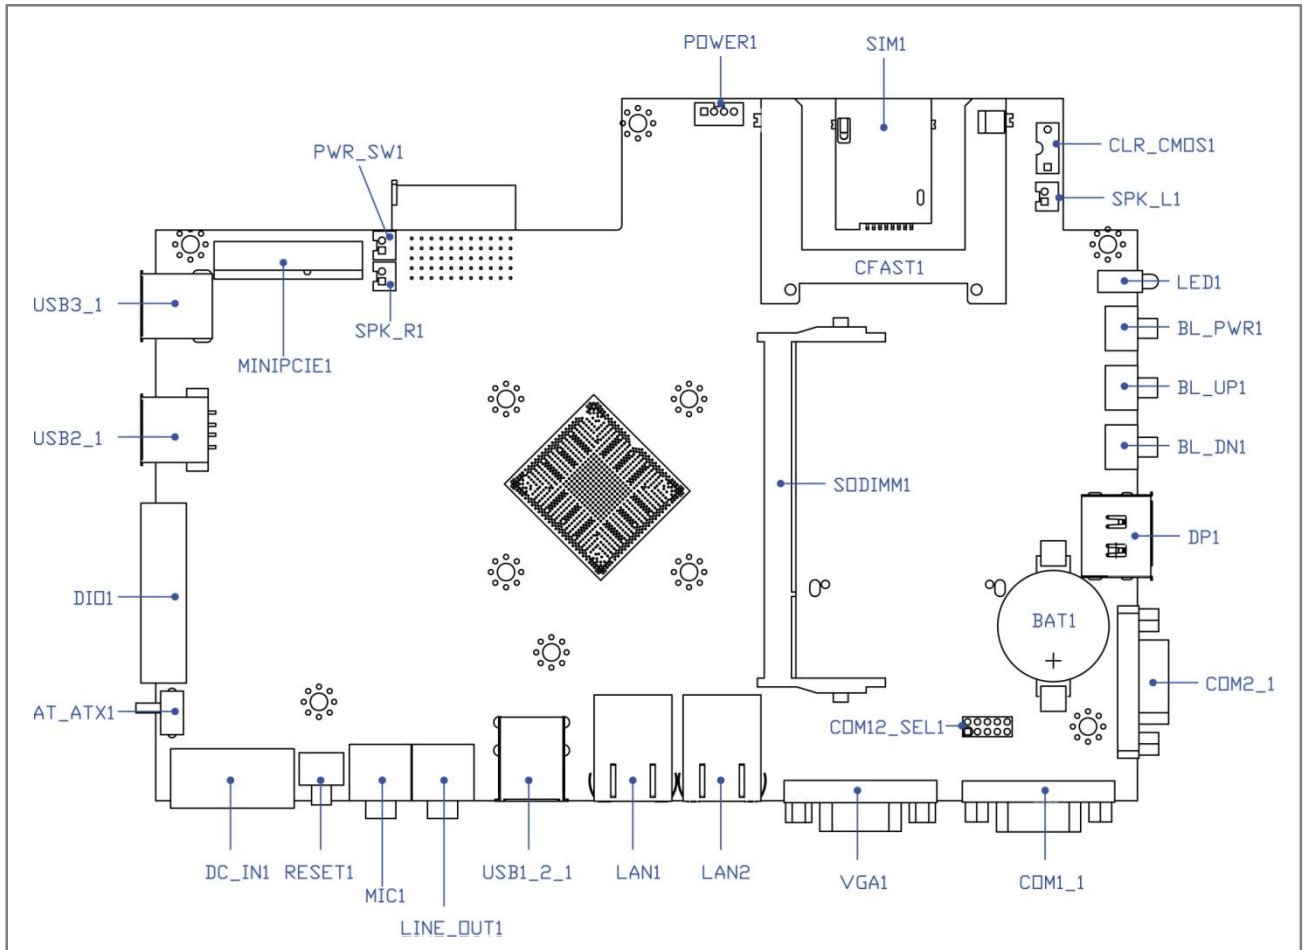 POWER1
SIM1
PWR_SW1
CLR_CMOS1
SPK_L1
CFAST1
LED1
USB3_1
SPK_R1
BL_PWR1
MINIPCIE1
BL_UP1
USB2_1
BL_DN1
SODIMM1
DP1
DIO1
BAT1
COM2_1
AT_ATX1
COM12_SEL1
DC_IN1
RESET1
USB1_2_1
LAN1
LAN2
VGA1
COM1_1
MIC1
LINE_OUT1